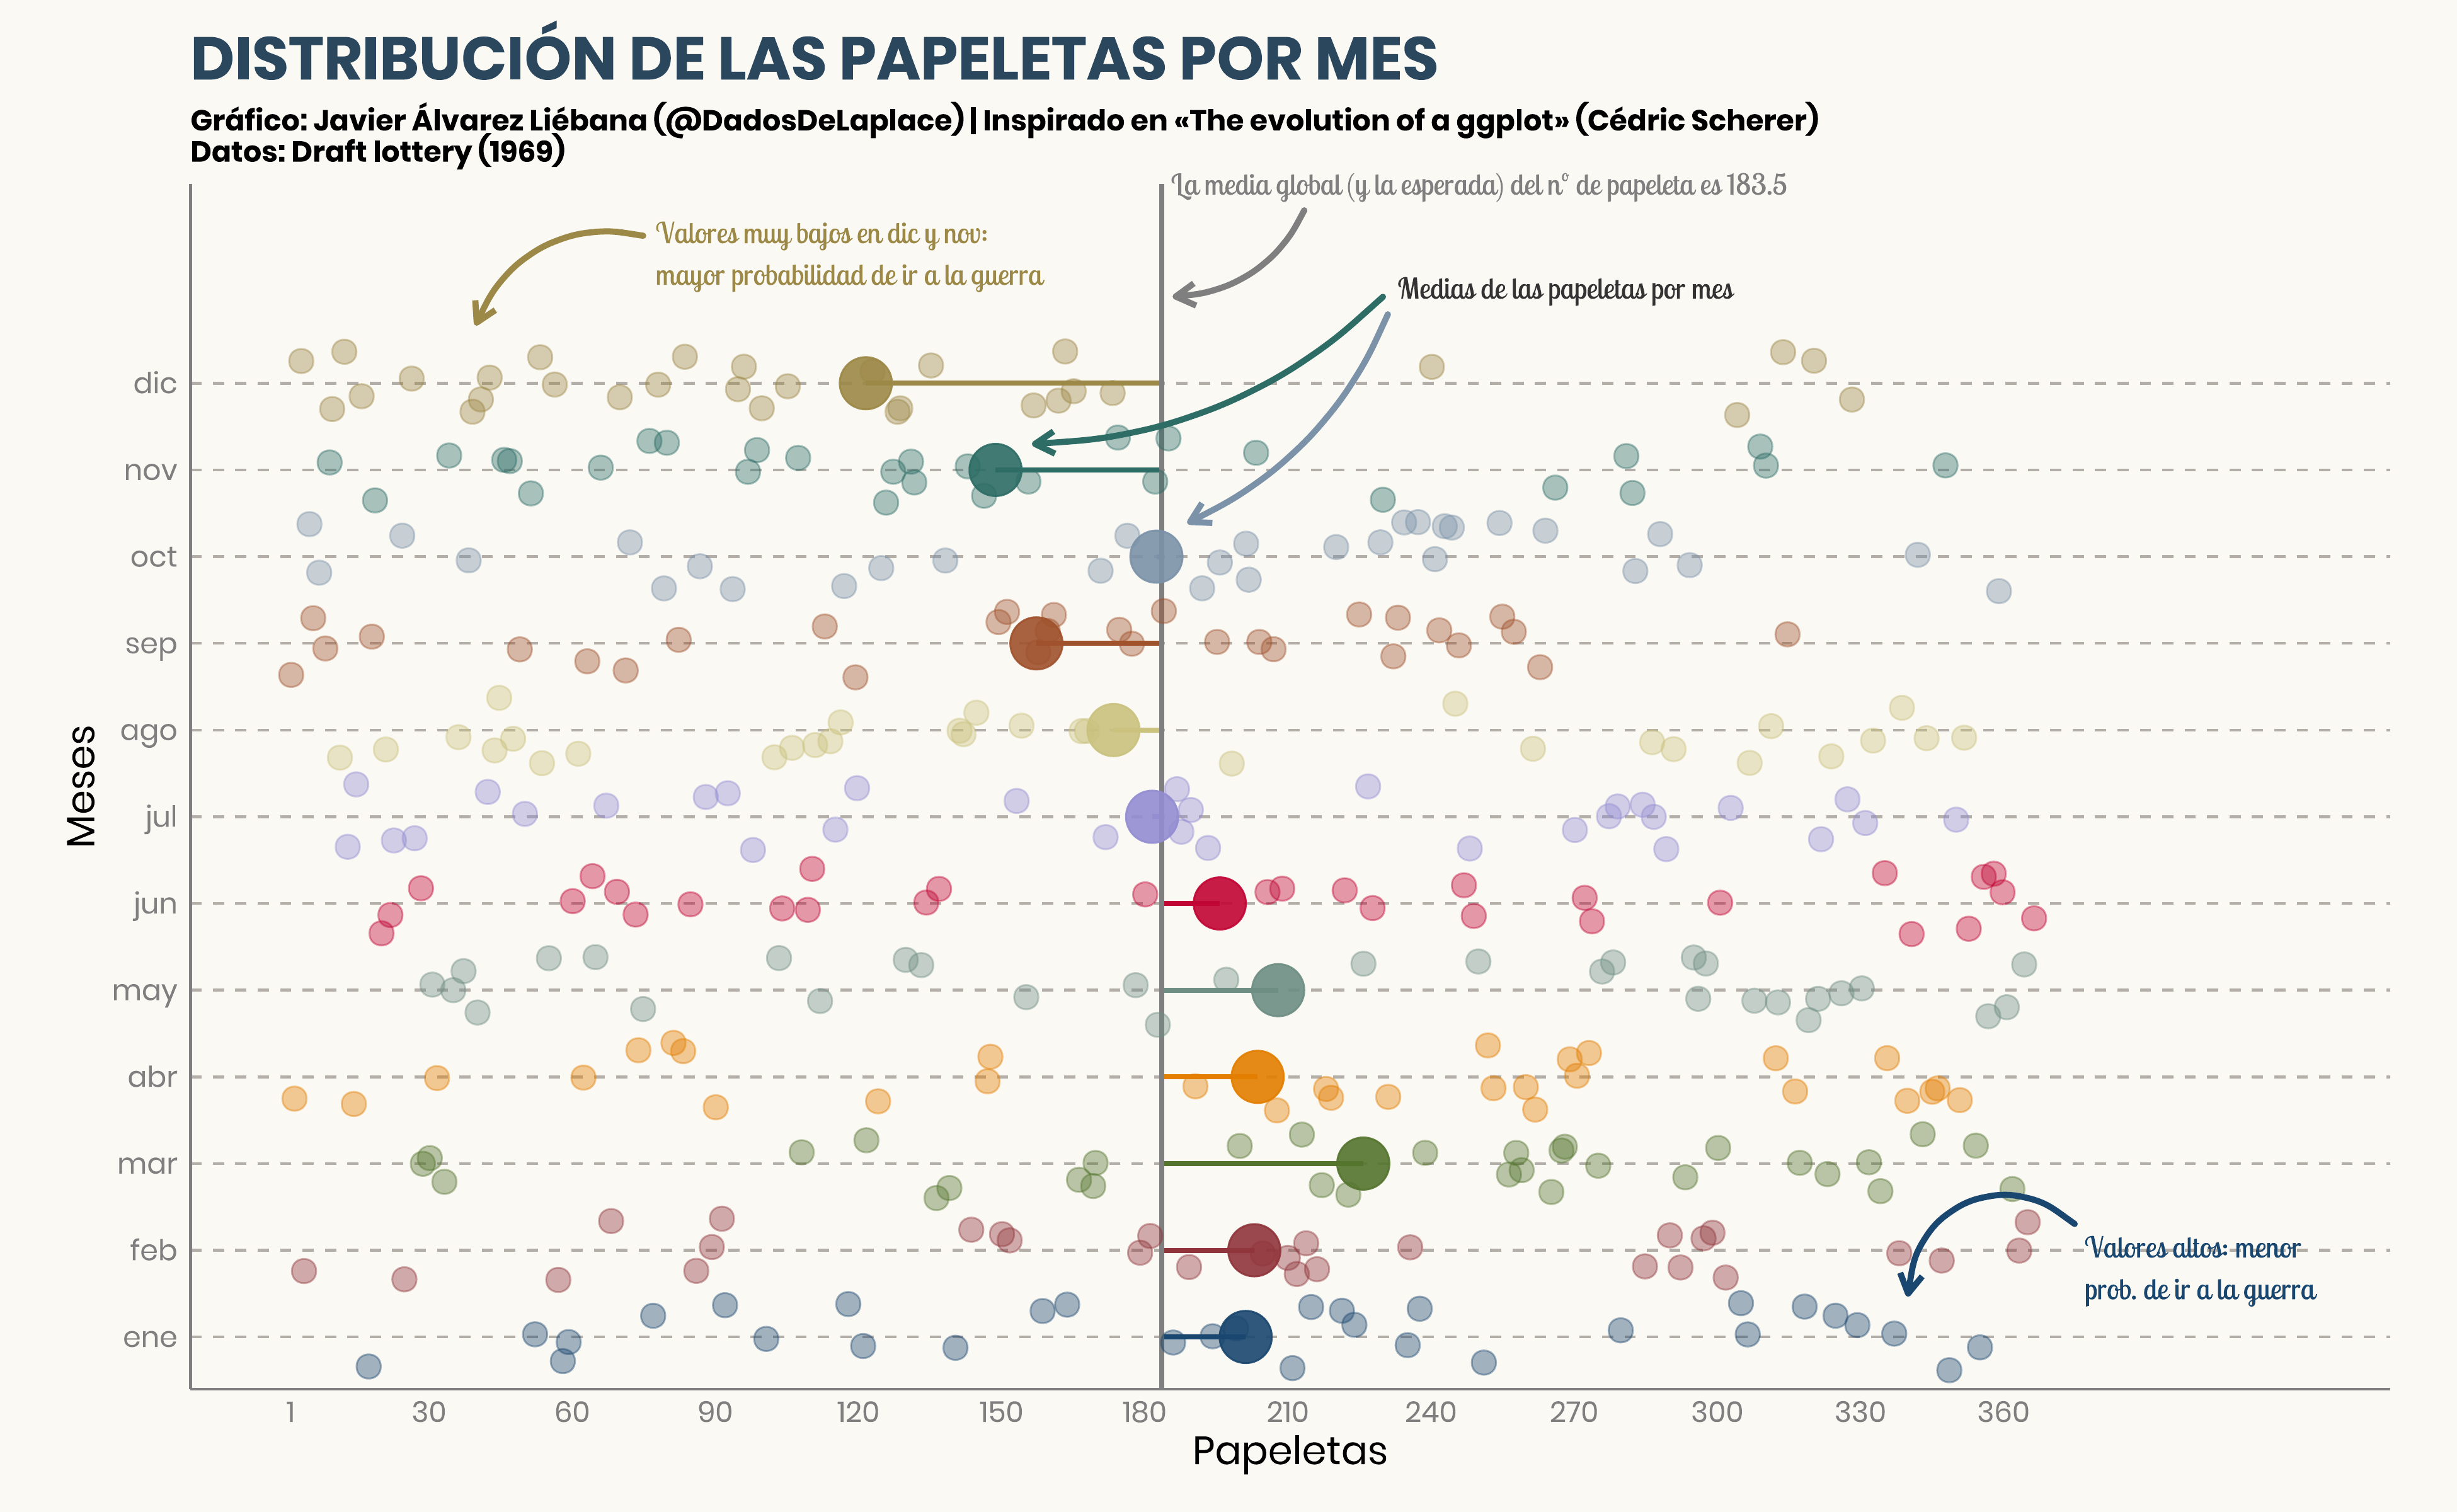 DISTRIBUCIÓN DE LAS PAPELETAS POR MES
Gráfico: Javier Álvarez Liébana (@DadosDeLaplace) | Inspirado en «The evolution of a ggplot» (Cédric Scherer)
Datos: Draft lottery (1969)
La media global (y la esperada) del nº de papeleta es 183.5
Valores muy bajos en dic y nov:
mayor probabilidad de ir a la guerra
Medias de las papeletas por mes
dic
nov
oct
sep
ago
jul
jun
may
abr
mar
feb
ene
Meses
Valores altos: menor
prob. de ir a la guerra
1 30 60 90 120 150 180 210 240 270 300 330 360
Papeletas